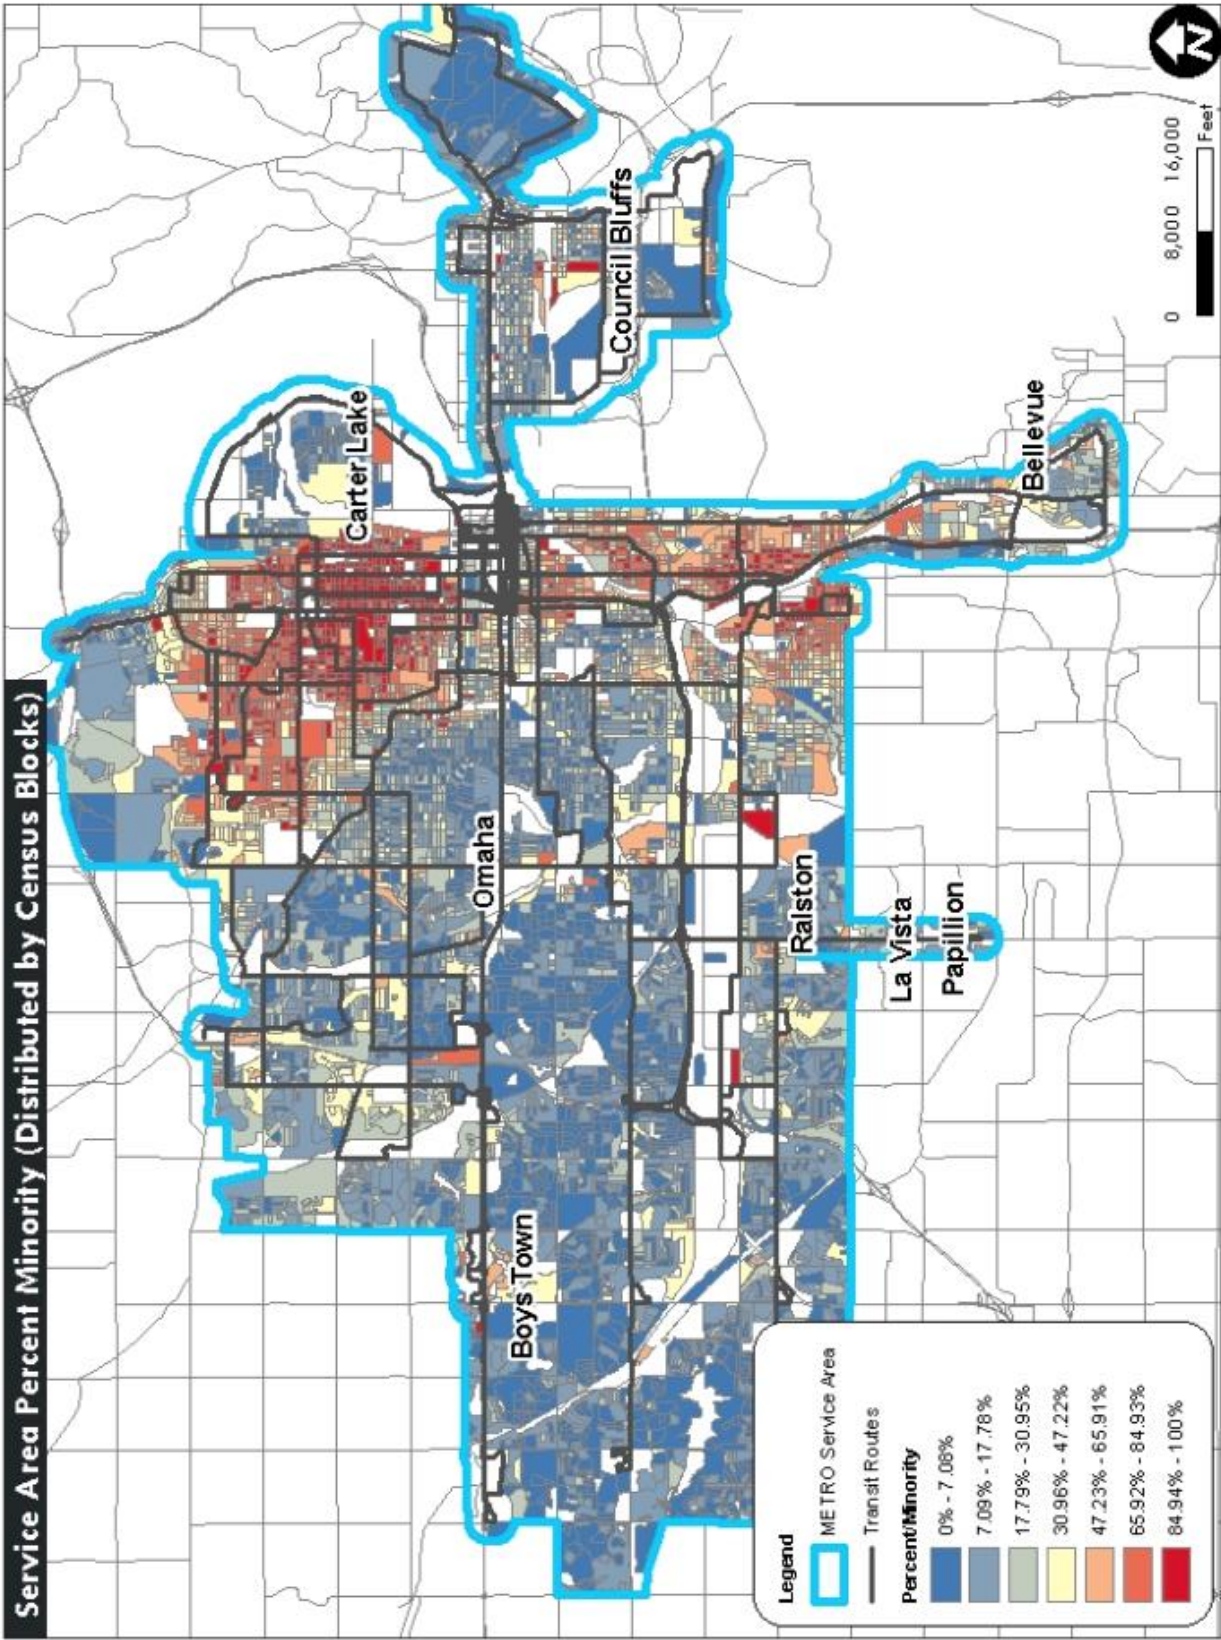 Service Area Percent Minority (Distributed by Census Blocks)
Carter Lake
Council Bluffs
Omaha
Boys Town
Bellevue
Ralston
La Vista
Papillion
Legend
METRO Service Area
Transit Routes
Percent Minority
0% - 7.08%
7.09% - 17.78%
17.79% - 30.95%
30.96% - 47.22%
47.23% - 65.91%
65.92% - 84.93%
84.94% - 100%
0 8,000 16,000
Feet
N